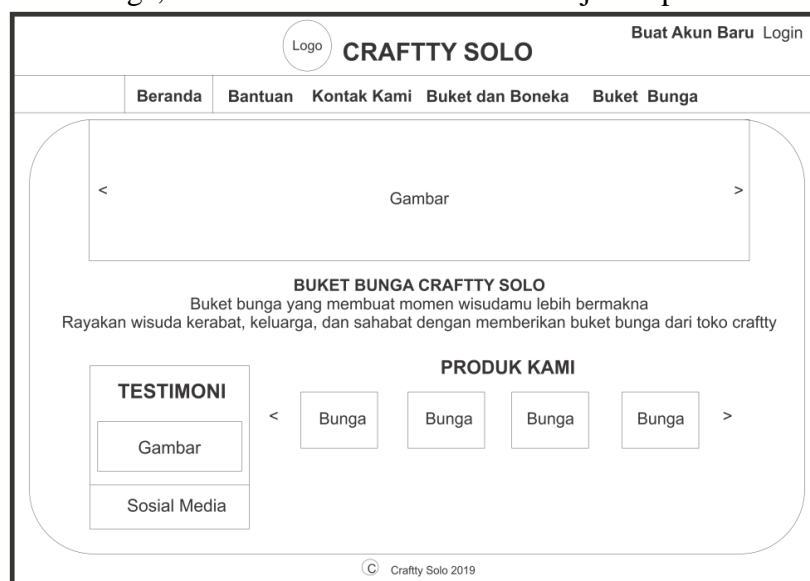 Logo
CRAFTTY SOLO
Buat Akun Baru Login
Beranda Bantuan Kontak Kami Buket dan Boneka Buket Bunga
< Gambar >
BUKET BUNGA CRAFTTY SOLO
Buket bunga yang membuat momen wisudamu lebih bermakna
Rayakan wisuda kerabat, keluarga, dan sahabat dengan memberikan buket bunga dari toko craftty
TESTIMONI
Gambar
Sosial Media
PRODUK KAMI
< Bunga Bunga Bunga Bunga >
C Craftty Solo 2019